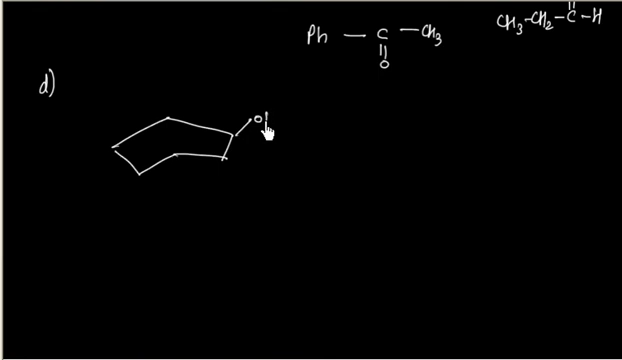 CH₃-CH₂-C-H
Ph — C — CH₃
O
d)
O